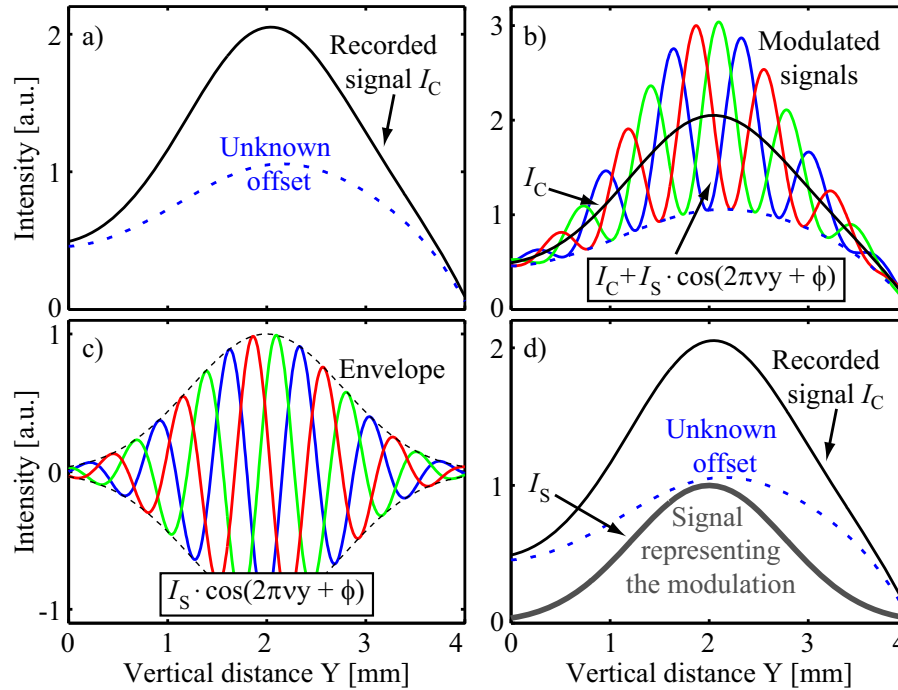 a)
Recorded
signal I_C
Unknown
offset
Intensity [a.u.]
2
1
0
b)
Modulated
signals
I_C
I_C+I_S·cos(2πνy + ϕ)
3
2
1
0
c)
Envelope
I_S·cos(2πνy + ϕ)
Intensity [a.u.]
1
0
-1
0 1 2 3 4
Vertical distance Y [mm]
d)
Recorded
signal I_C
Unknown
offset
I_S
Signal
representing
the modulation
2
1
0
0 1 2 3 4
Vertical distance Y [mm]